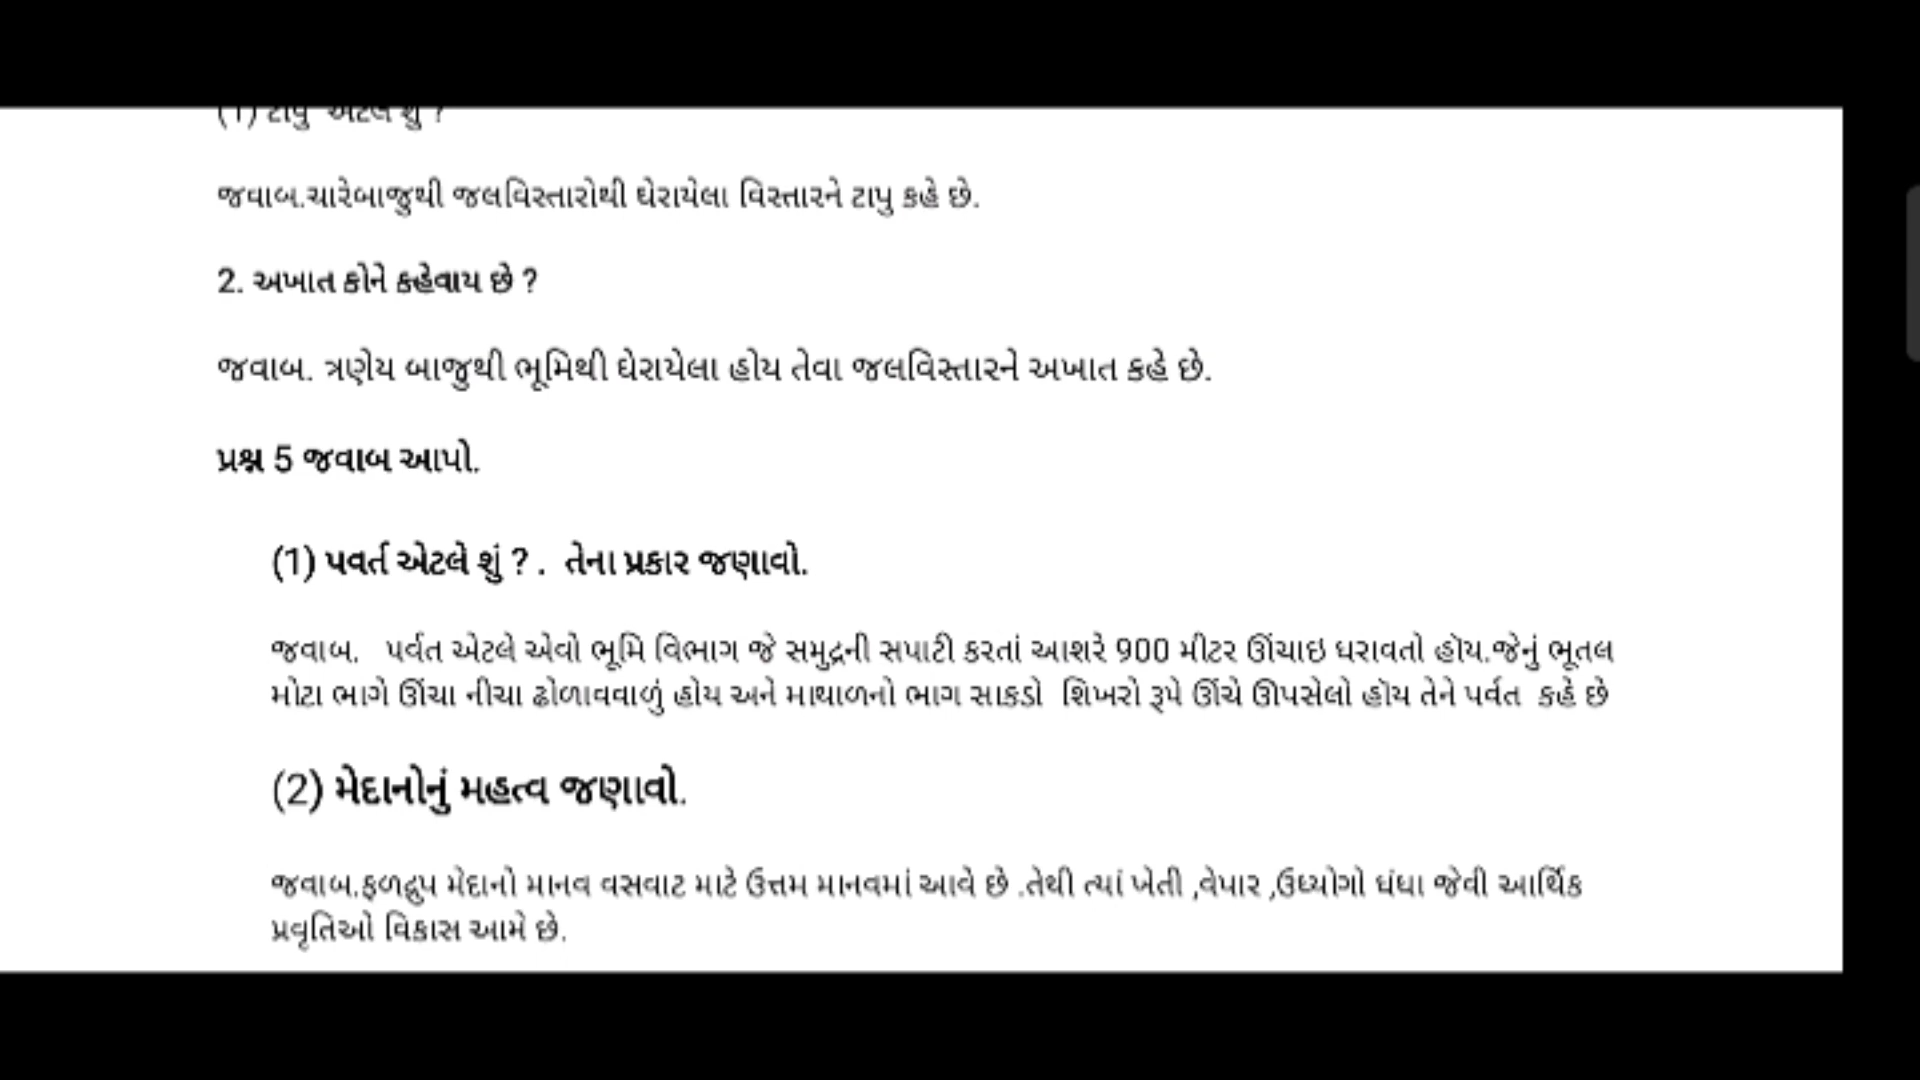 (1) ટાપુ એટલે શું ?
જવાબ.ચારેબાજુથી જલવિસ્તારોથી ઘેરાયેલા વિસ્તારને ટાપુ કહે છે.
2. અખાત કોને કહેવાય છે ?
જવાબ. ત્રણેય બાજુથી ભૂમિથી ઘેરાયેલા હોય તેવા જલવિસ્તારને અખાત કહે છે.
પ્રશ્ન 5 જવાબ આપો.
(1) પવર્ત એટલે શું ? . તેના પ્રકાર જણાવો.
જવાબ. પર્વત એટલે એવો ભૂમિ વિભાગ જે સમુદ્રની સપાટી કરતાં આશરે 900 મીટર ઊંચાઇ ધરાવતો હૉય.જેનું ભૂતલ
મોટા ભાગે ઊંચા નીચા ઢોળાવવાળું હોય અને માથાળનો ભાગ સાકડો શિખરો રૂપે ઊંચે ઊપસેલો હૉય તેને પર્વત કહે છે
(2) મેદાનોનું મહત્વ જણાવો.
જવાબ.ફળદ્રુપ મેદાનો માનવ વસવાટ માટે ઉત્તમ માનવમાં આવે છે .તેથી ત્યાં ખેતી ,વેપાર ,ઉધ્યોગો ધંધા જેવી આર્થિક
પ્રવૃતિઓ વિકાસ આમે છે.